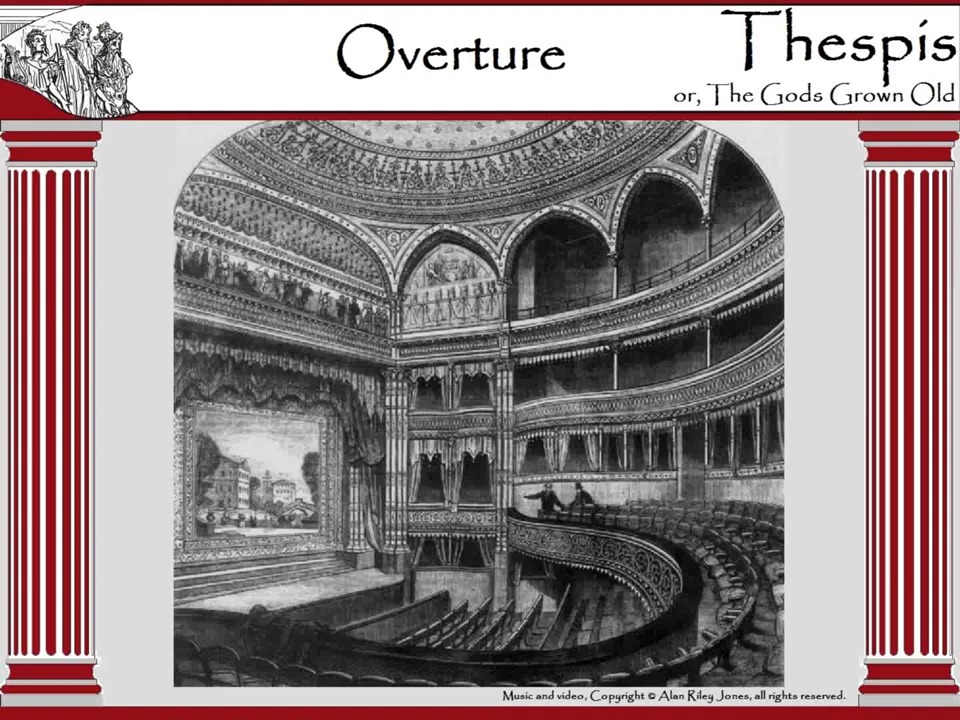 Overture
Thespis
or, The Gods Grown Old
Music and video, Copyright © Alan Riley Jones, all rights reserved.